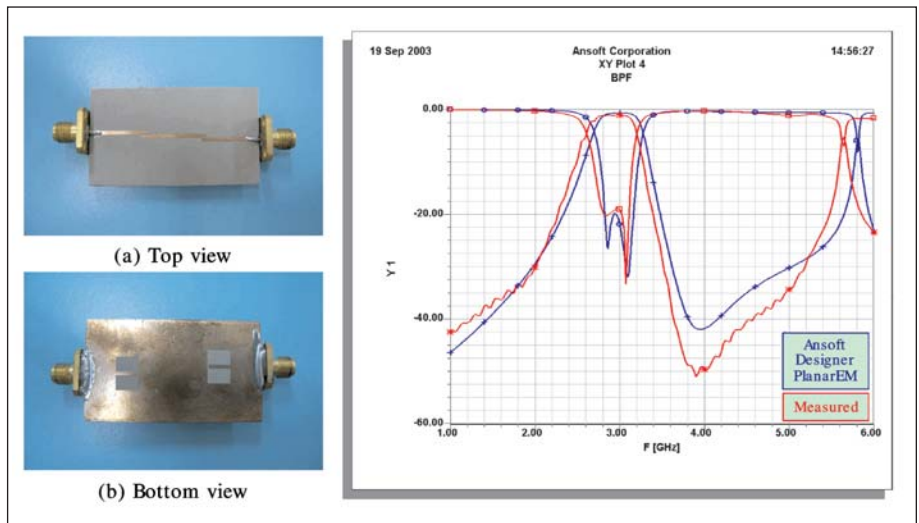 (a) Top view
(b) Bottom view
19 Sep 2003
Ansoft Corporation
14:56:27
XY Plot 4
BPF
0.00
-20.00
-40.00
-60.00
Y 1
1.00 2.00 3.00 4.00 5.00 6.00
F [GHz]
Ansoft
Designer
PlanarEM
Measured